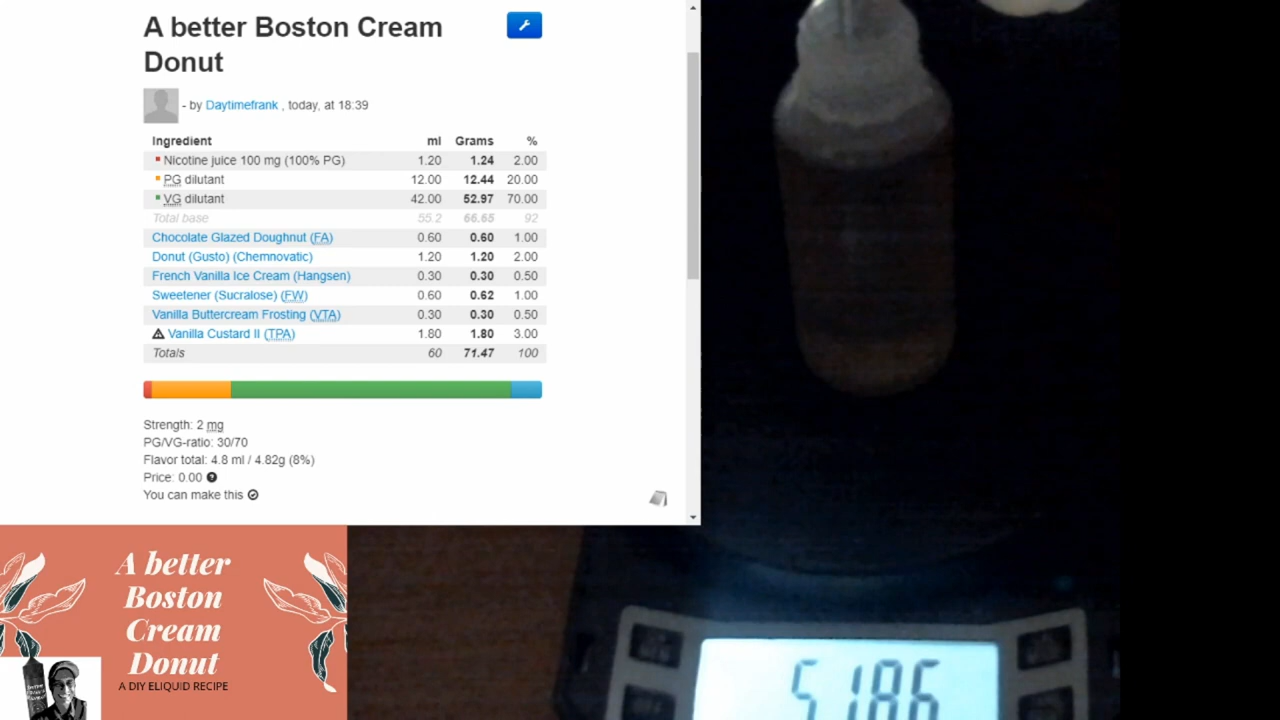 A better Boston Cream
Donut
- by Daytimefrank , today, at 18:39
Ingredient ml Grams %
Nicotine juice 100 mg (100% PG) 1.20 1.24 2.00
PG dilutant 12.00 12.44 20.00
VG dilutant 42.00 52.97 70.00
Total base 55.2 66.65 92
Chocolate Glazed Doughnut (FA) 0.60 0.60 1.00
Donut (Gusto) (Chemnovatic) 1.20 1.20 2.00
French Vanilla Ice Cream (Hangsen) 0.30 0.30 0.50
Sweetener (Sucralose) (FW) 0.60 0.62 1.00
Vanilla Buttercream Frosting (VTA) 0.30 0.30 0.50
Vanilla Custard II (TPA) 1.80 1.80 3.00
Totals 60 71.47 100
Strength: 2 mg
PG/VG-ratio: 30/70
Flavor total: 4.8 ml / 4.82g (8%)
Price: 0.00
You can make this
A better
Boston
Cream
Donut
A DIY ELIQUID RECIPE